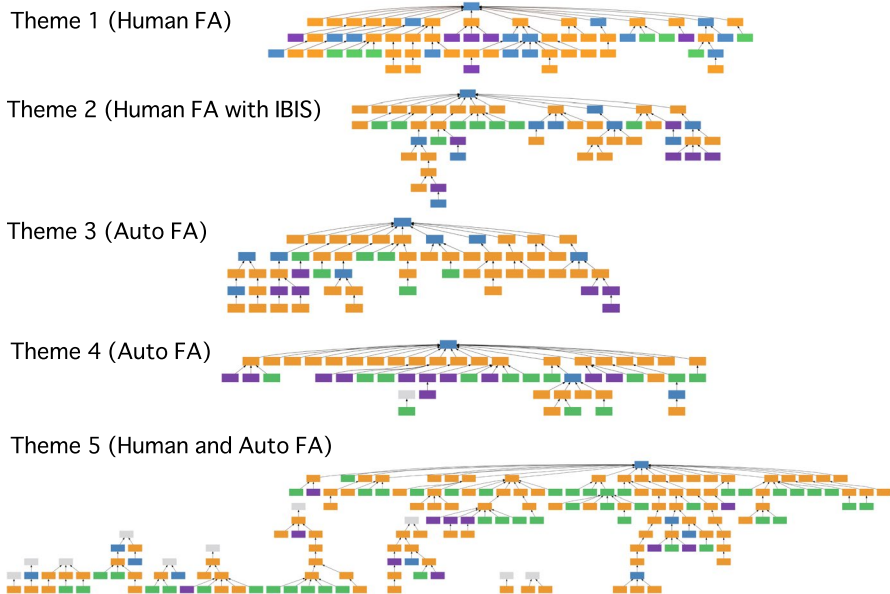 Theme 1 (Human FA)
Theme 2 (Human FA with IBIS)
Theme 3 (Auto FA)
Theme 4 (Auto FA)
Theme 5 (Human and Auto FA)